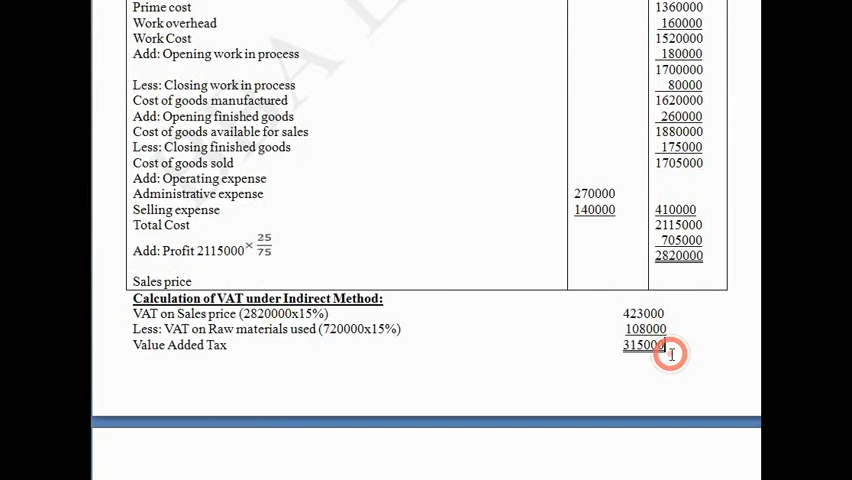 Prime cost 1360000
Work overhead 160000
Work Cost 1520000
Add: Opening work in process 180000
1700000
Less: Closing work in process 80000
Cost of goods manufactured 1620000
Add: Opening finished goods 260000
Cost of goods available for sales 1880000
Less: Closing finished goods 175000
Cost of goods sold 1705000
Add: Operating expense
Administrative expense 270000
Selling expense 140000 410000
Total Cost 2115000
Add: Profit 2115000× 25/75 705000
2820000
Sales price
Calculation of VAT under Indirect Method:
VAT on Sales price (2820000x15%) 423000
Less: VAT on Raw materials used (720000x15%) 108000
Value Added Tax 315000